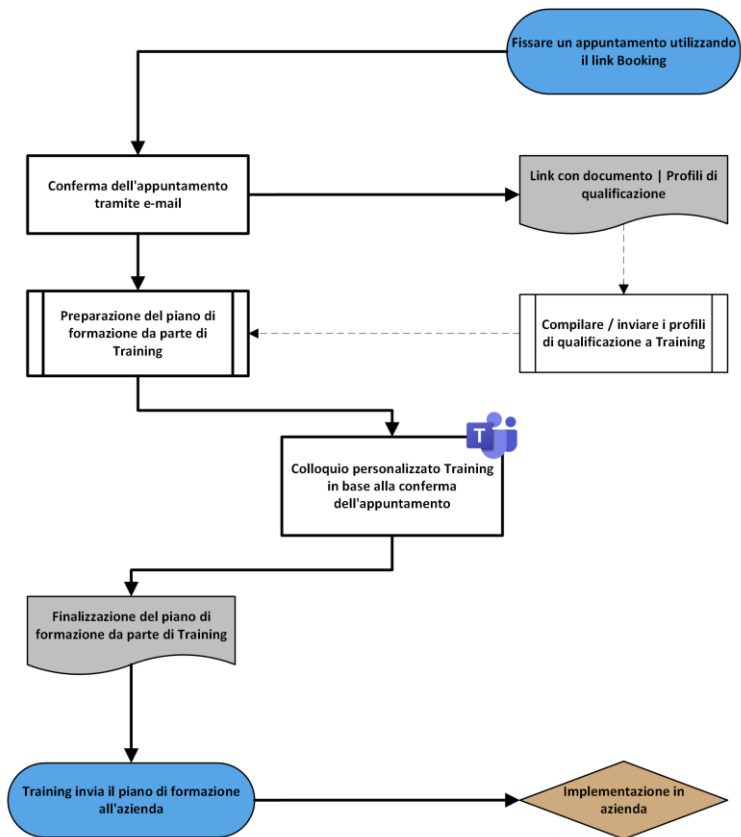 Fissare un appuntamento utilizzando
il link Booking
Conferma dell'appuntamento
tramite e-mail
Link con documento | Profili di
qualificazione
Preparazione del piano di
formazione da parte di
Training
Compilare / inviare i profili
di qualificazione a Training
T
Colloquio personalizzato Training
in base alla conferma
dell'appuntamento
Finalizzazione del piano di
formazione da parte di Training
Training invia il piano di formazione
all'azienda
Implementazione in
azienda